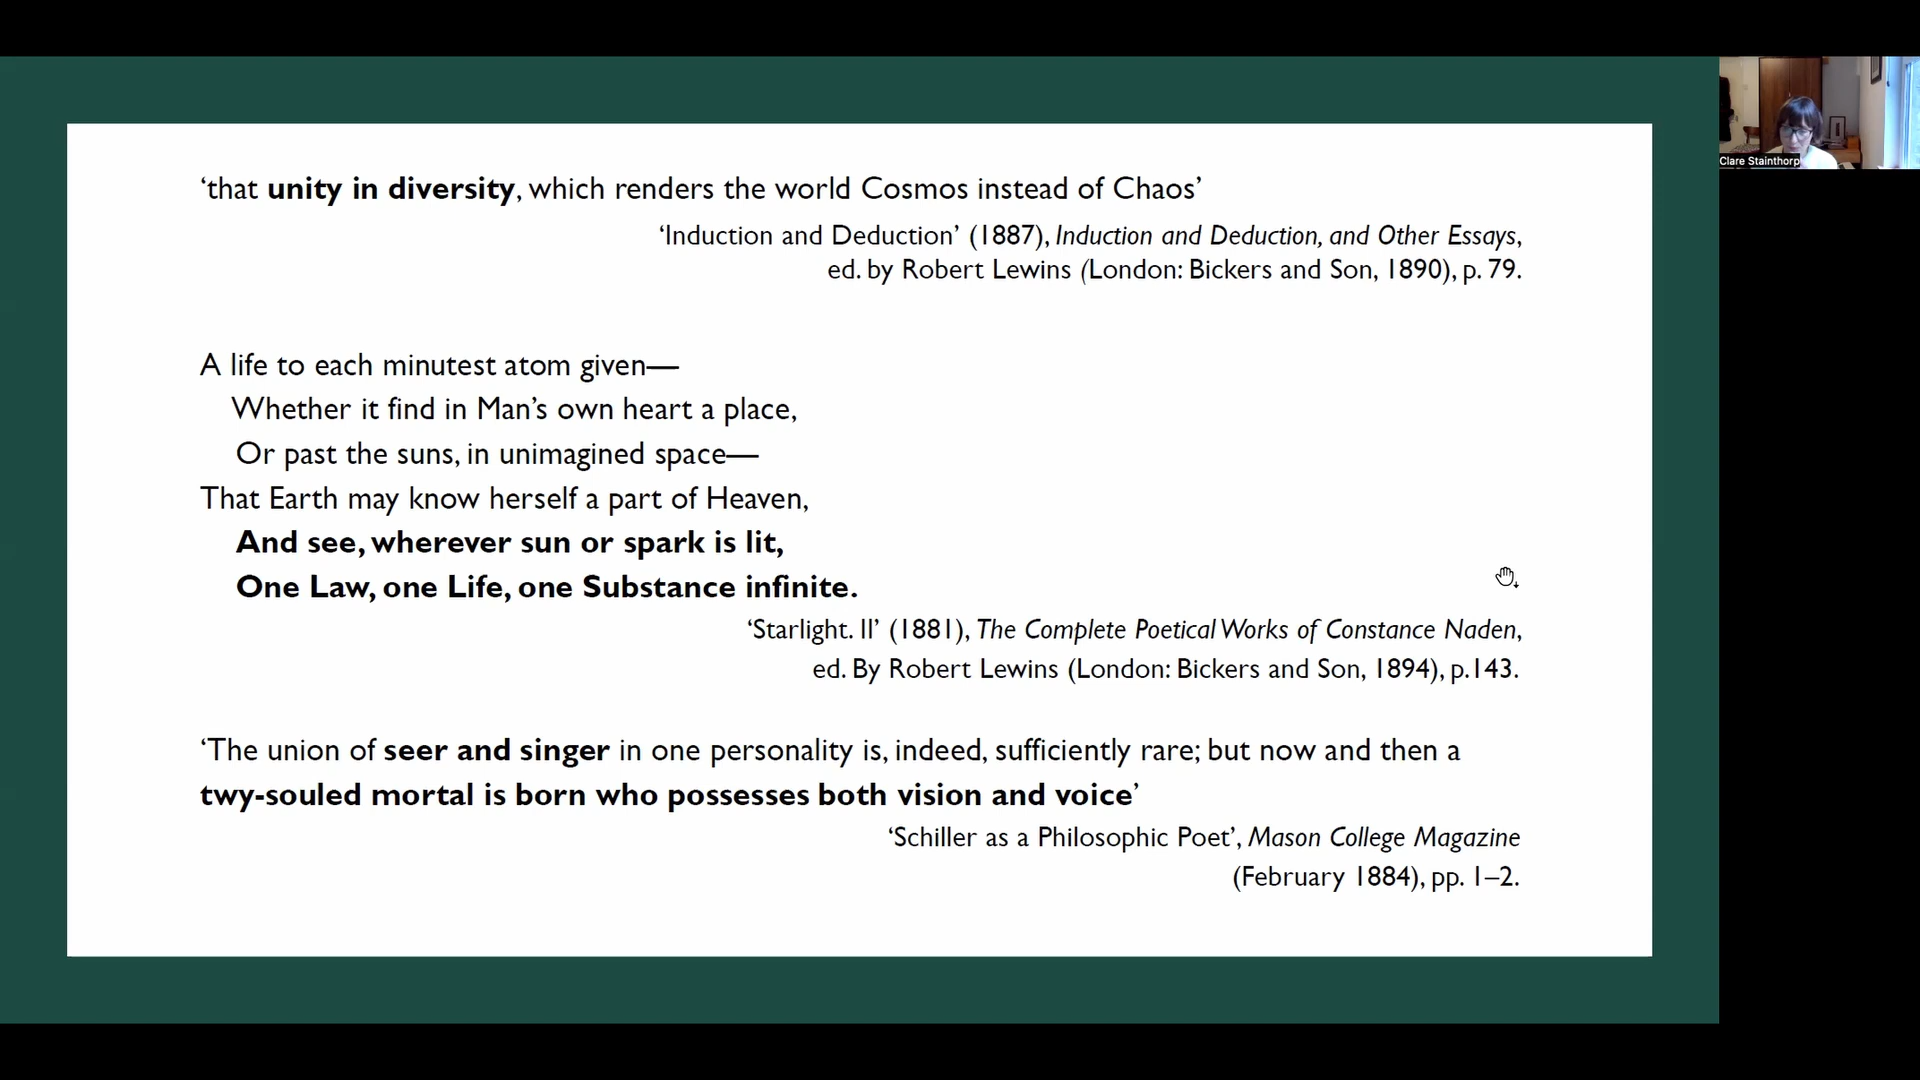 ‘that unity in diversity, which renders the world Cosmos instead of Chaos’
‘Induction and Deduction’ (1887), Induction and Deduction, and Other Essays,
ed. by Robert Lewins (London: Bickers and Son, 1890), p. 79.
A life to each minutest atom given—
Whether it find in Man’s own heart a place,
Or past the suns, in unimagined space—
That Earth may know herself a part of Heaven,
And see, wherever sun or spark is lit,
One Law, one Life, one Substance infinite.
‘Starlight. II’ (1881), The Complete Poetical Works of Constance Naden,
ed. By Robert Lewins (London: Bickers and Son, 1894), p.143.
‘The union of seer and singer in one personality is, indeed, sufficiently rare; but now and then a
twy-souled mortal is born who possesses both vision and voice’
‘Schiller as a Philosophic Poet’, Mason College Magazine
(February 1884), pp. 1–2.
Clare Stainthorp